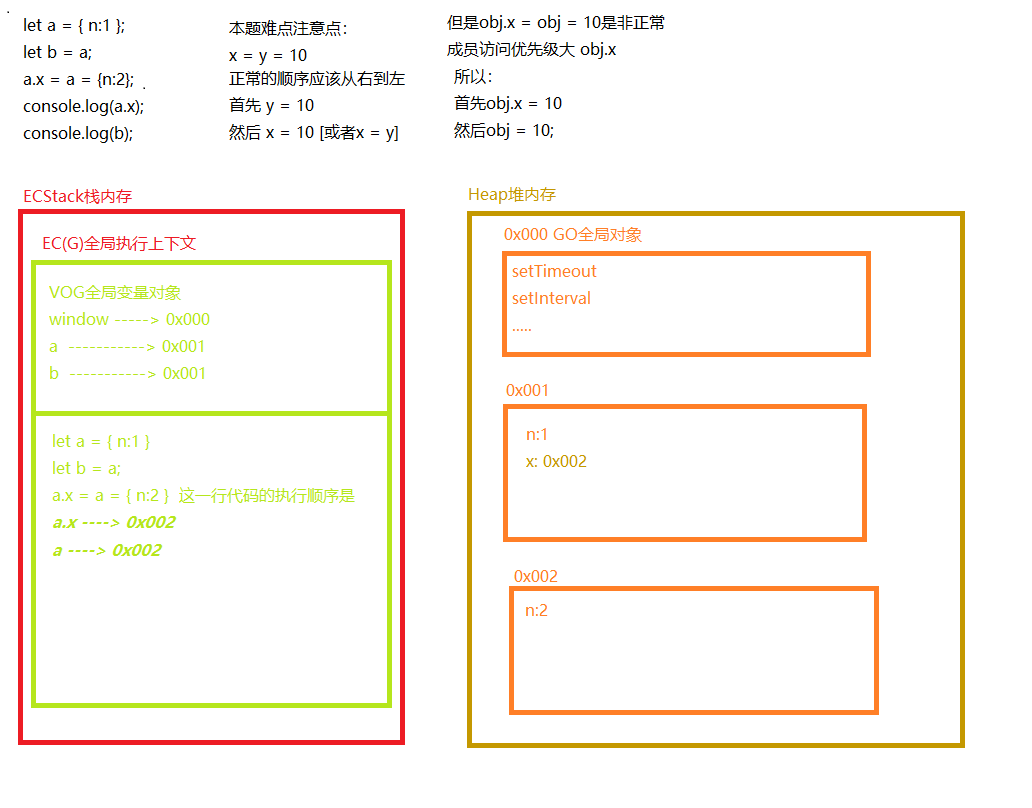 let a = { n:1 };
let b = a;
a.x = a = {n:2};
console.log(a.x);
console.log(b);
本题难点注意点：
x = y = 10
正常的顺序应该从右到左
首先 y = 10
然后 x = 10 [或者x = y]
但是obj.x = obj = 10是非正常
成员访问优先级大 obj.x
所以：
首先obj.x = 10
然后obj = 10;
ECStack栈内存
EC(G)全局执行上下文
VOG全局变量对象
window -----> 0x000
a -----------> 0x001
b -----------> 0x001
let a = { n:1 }
let b = a;
a.x = a = { n:2 } 这一行代码的执行顺序是
a.x ----> 0x002
a ----> 0x002
Heap堆内存
0x000 GO全局对象
setTimeout
setInterval
.....
0x001
n:1
x: 0x002
0x002
n:2